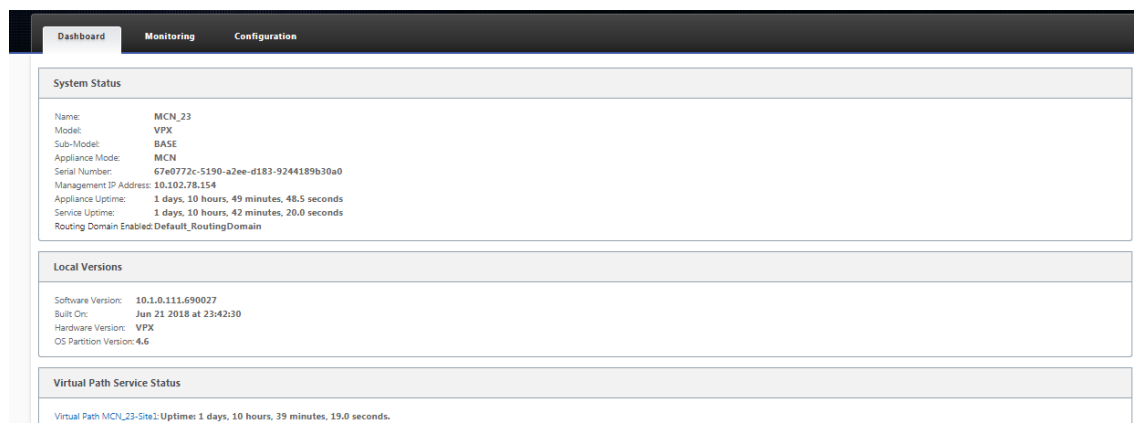 Dashboard Monitoring Configuration
System Status
Name: MCN_23
Model: VPX
Sub-Model: BASE
Appliance Mode: MCN
Serial Number: 67e0772c-5190-a2ee-d183-9244189b30a0
Management IP Address: 10.102.78.154
Appliance Uptime: 1 days, 10 hours, 49 minutes, 48.5 seconds
Service Uptime: 1 days, 10 hours, 42 minutes, 20.0 seconds
Routing Domain Enabled: Default_RoutingDomain
Local Versions
Software Version: 10.1.0.111.690027
Built On: Jun 21 2018 at 23:42:30
Hardware Version: VPX
OS Partition Version: 4.6
Virtual Path Service Status
Virtual Path MCN_23-Site1: Uptime: 1 days, 10 hours, 39 minutes, 19.0 seconds.